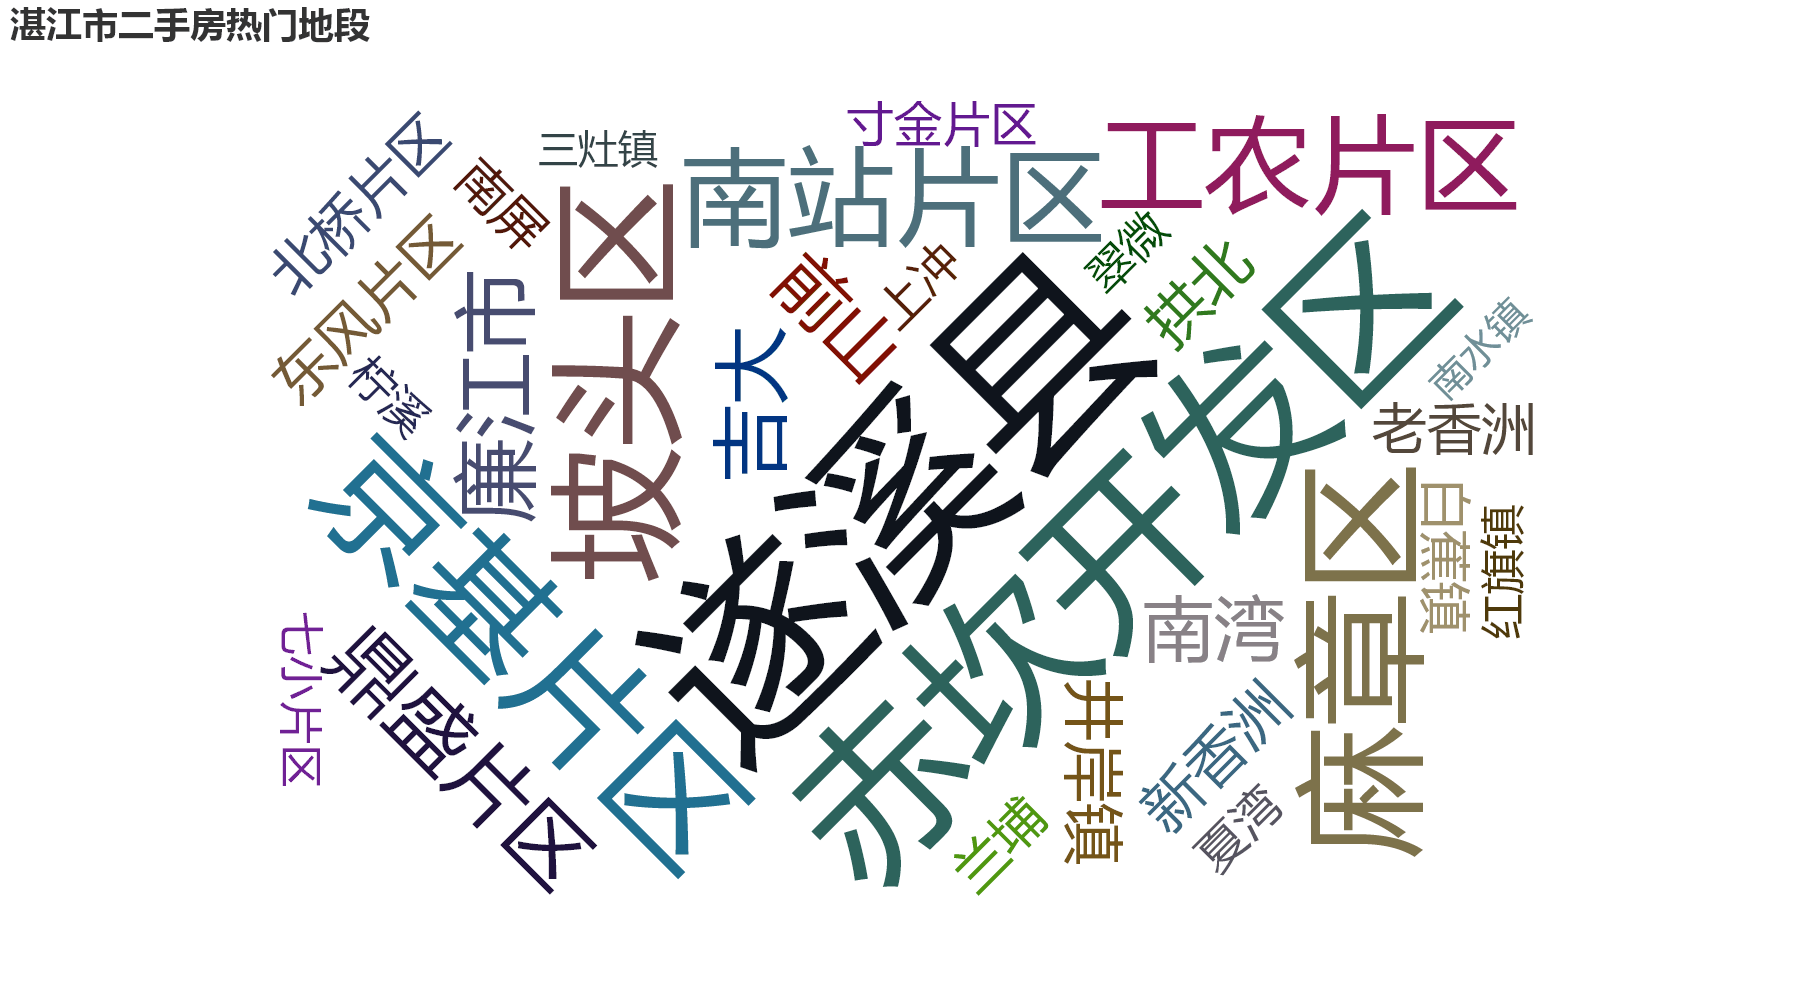 湛江市二手房热门地段
寸金片区
三灶镇
北桥片区
南屏
南站片区
工农片区
坡头区
东风片区
翠微
拱北
前山
上冲
廉江市
吉大
遂溪县
赤坎开发区
南水镇
柠溪
老香洲
京基片区
麻章区
白蕉镇
红旗镇
南湾
七小片区
鼎盛片区
井岸镇
新香洲
夏湾
兰埔